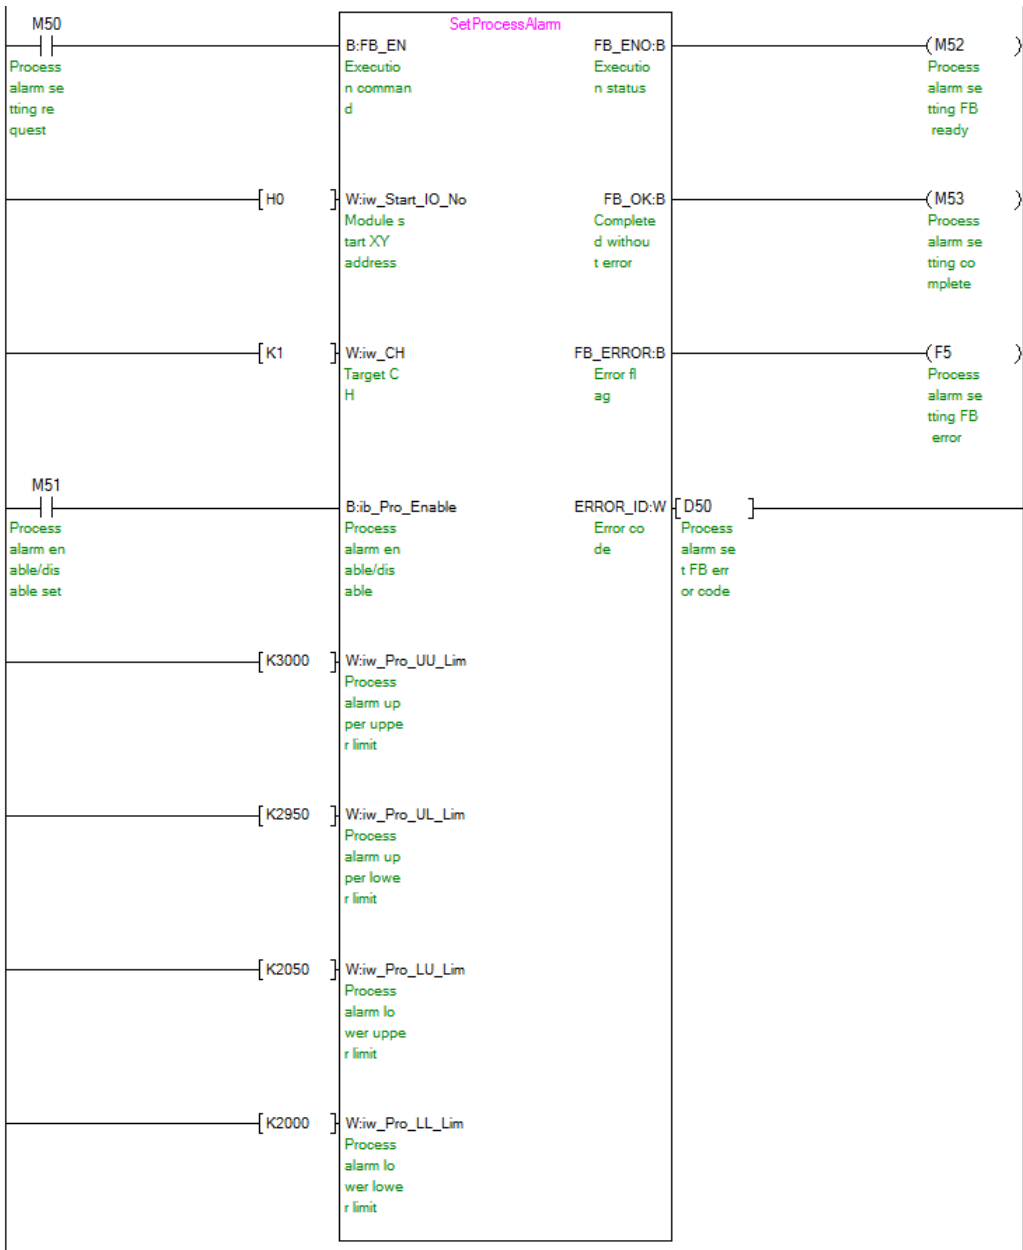 SetProcessAlarm
M50
B:FB_EN
FB_ENO:B
( M52 )
Process
alarm se
tting re
quest
Executio
n comman
d
Executio
n status
Process
alarm se
tting FB
ready
[ H0 ]
W:iw_Start_IO_No
FB_OK:B
( M53 )
Module s
tart XY
address
Complete
d withou
t error
Process
alarm se
tting co
mplete
[ K1 ]
W:iw_CH
FB_ERROR:B
( F5 )
Target C
H
Error fl
ag
Process
alarm se
tting FB
error
M51
B:ib_Pro_Enable
ERROR_ID:W
[ D50 ]
Process
alarm en
able/dis
able set
Process
alarm en
able/dis
able
Error co
de
Process
alarm se
t FB err
or code
[ K3000 ]
W:iw_Pro_UU_Lim
Process
alarm up
per uppe
r limit
[ K2950 ]
W:iw_Pro_UL_Lim
Process
alarm up
per lowe
r limit
[ K2050 ]
W:iw_Pro_LU_Lim
Process
alarm lo
wer uppe
r limit
[ K2000 ]
W:iw_Pro_LL_Lim
Process
alarm lo
wer lowe
r limit